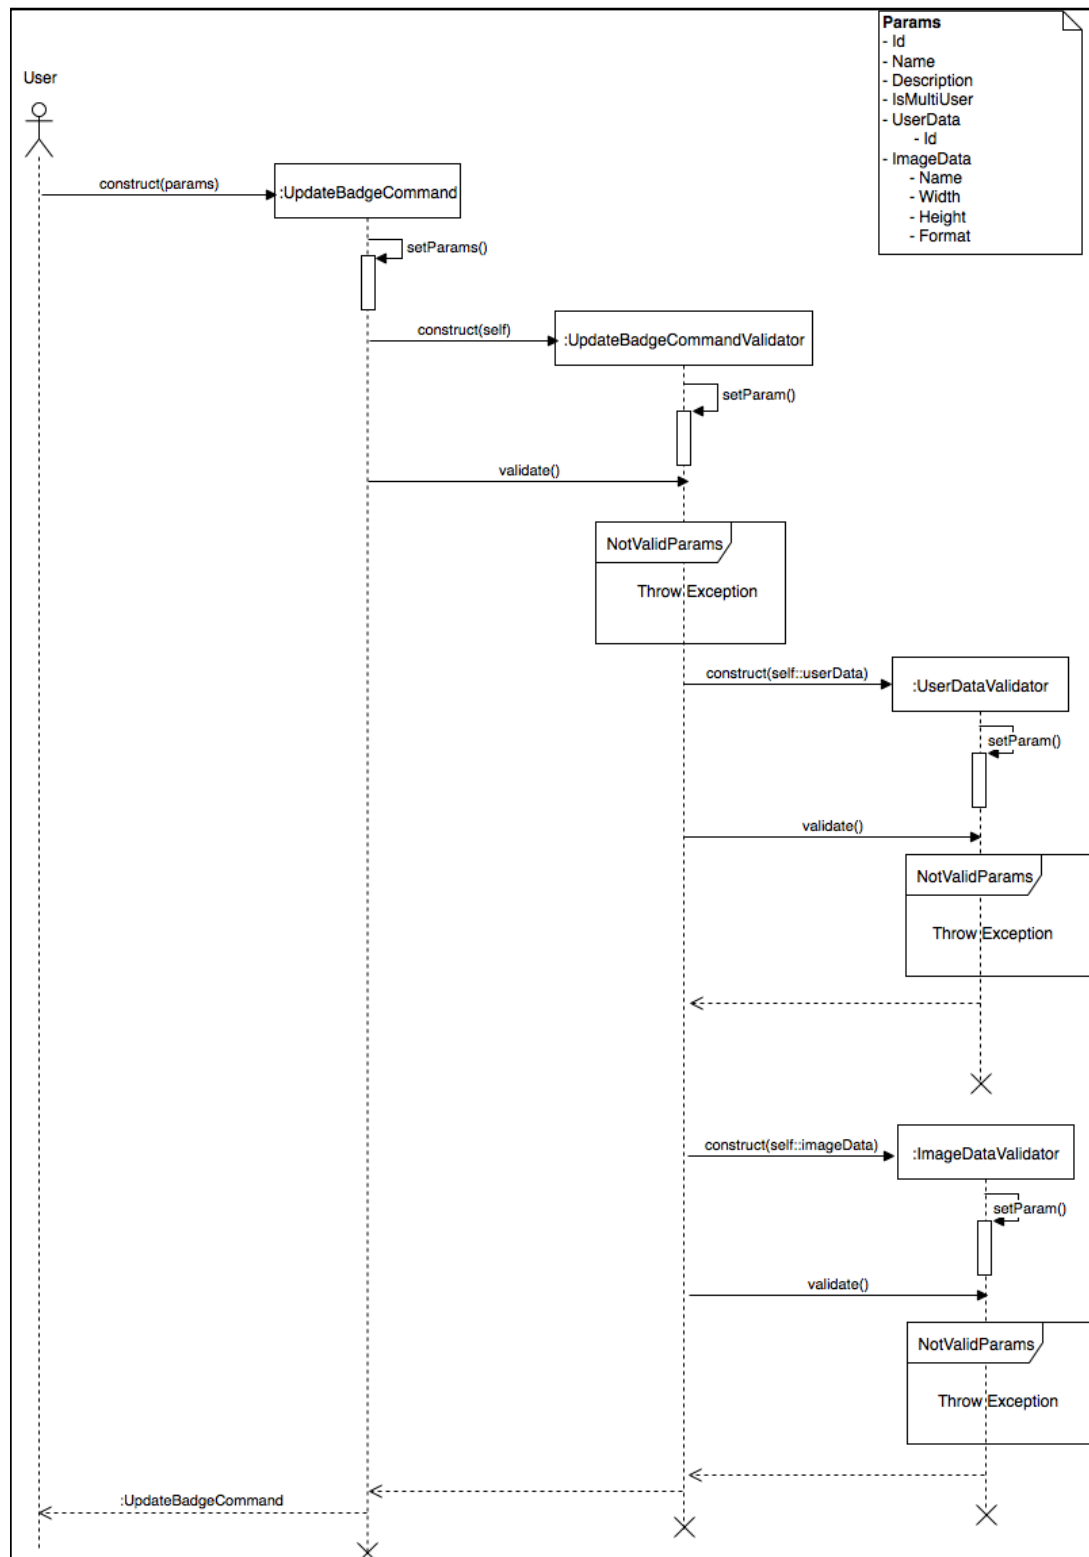 Params
- Id
- Name
- Description
- IsMultiUser
- UserData
- Id
- ImageData
- Name
- Width
- Height
- Format
User
construct(params)
:UpdateBadgeCommand
setParams()
construct(self)
:UpdateBadgeCommandValidator
setParam()
validate()
NotValidParams
Throw Exception
construct(self::userData)
:UserDataValidator
setParam()
validate()
NotValidParams
Throw Exception
construct(self::imageData)
:ImageDataValidator
setParam()
validate()
NotValidParams
Throw Exception
:UpdateBadgeCommand